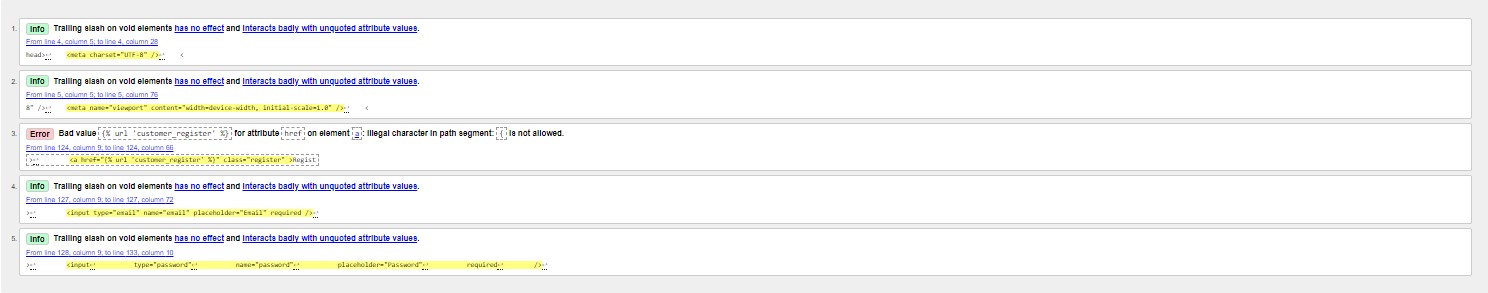 1. Info Trailing slash on void elements has no effect and interacts badly with unquoted attribute values.
From line 4, column 5; to line 4, column 28
head>↩ <meta charset="UTF-8" />↩ <
2. Info Trailing slash on void elements has no effect and interacts badly with unquoted attribute values.
From line 5, column 5; to line 5, column 76
8" />↩ <meta name="viewport" content="width=device-width, initial-scale=1.0" />↩ <
3. Error Bad value {% url 'customer_register' %} for attribute href on element a: Illegal character in path segment: { is not allowed.
From line 124, column 9; to line 124, column 66
>↩ <a href="{% url 'customer_register' %}" class="register" >Regist
4. Info Trailing slash on void elements has no effect and interacts badly with unquoted attribute values.
From line 127, column 9; to line 127, column 72
>↩ <input type="email" name="email" placeholder="Email" required />↩
5. Info Trailing slash on void elements has no effect and interacts badly with unquoted attribute values.
From line 128, column 9; to line 133, column 10
>↩ <input↩ type="password"↩ name="password"↩ placeholder="Password"↩ required↩ />↩